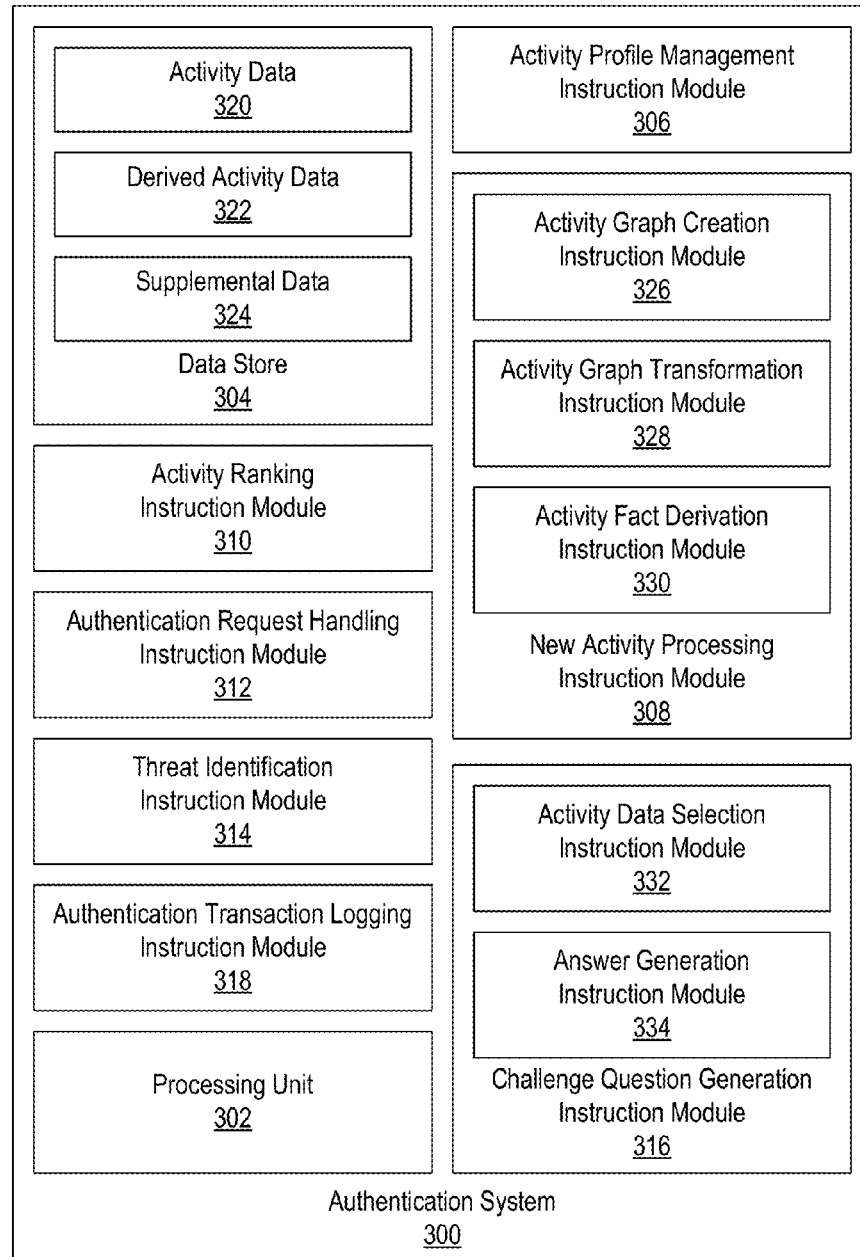 Activity Data
320
Derived Activity Data
322
Supplemental Data
324
Data Store
304
Activity Ranking
Instruction Module
310
Authentication Request Handling
Instruction Module
312
Threat Identification
Instruction Module
314
Authentication Transaction Logging
Instruction Module
318
Processing Unit
302
Activity Profile Management
Instruction Module
306
Activity Graph Creation
Instruction Module
326
Activity Graph Transformation
Instruction Module
328
Activity Fact Derivation
Instruction Module
330
New Activity Processing
Instruction Module
308
Activity Data Selection
Instruction Module
332
Answer Generation
Instruction Module
334
Challenge Question Generation
Instruction Module
316
Authentication System
300